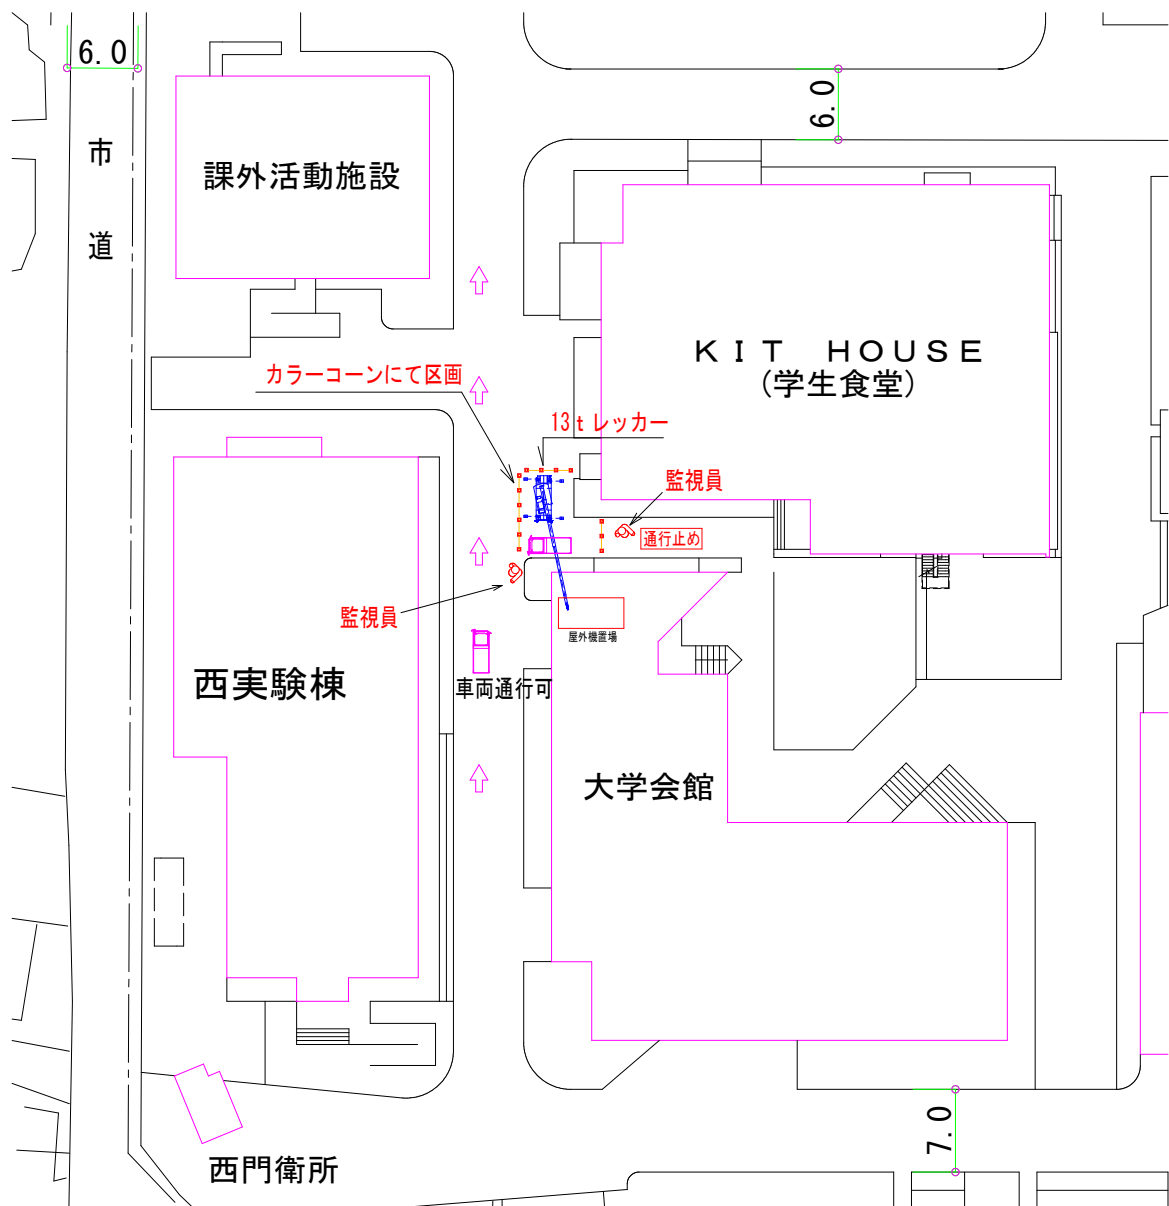 6.0
6.0
市道
課外活動施設
KIT HOUSE
(学生食堂)
カラーコーンにて区画
13tレッカー
監視員
通行止め
監視員
屋外機置場
西実験棟
車両通行可
大学会館
7.0
西門衛所